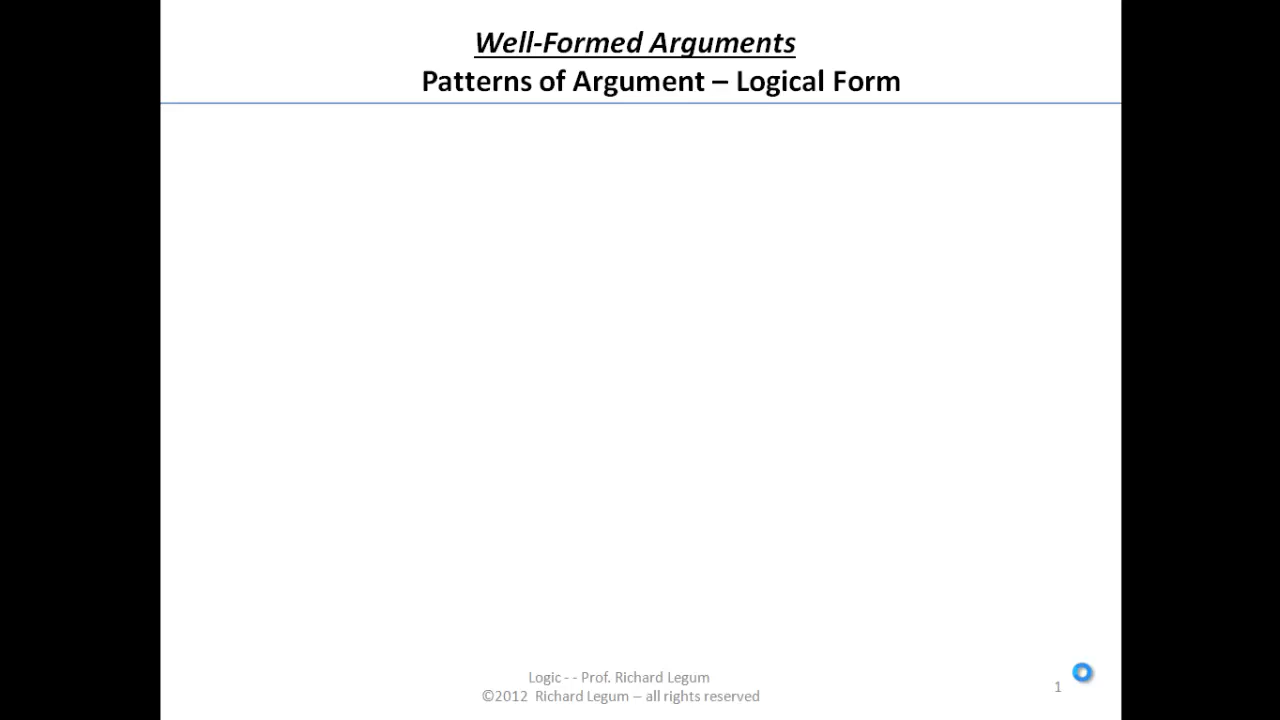 Well-Formed Arguments
Patterns of Argument – Logical Form
Logic - - Prof. Richard Legum
©2012 Richard Legum – all rights reserved
1